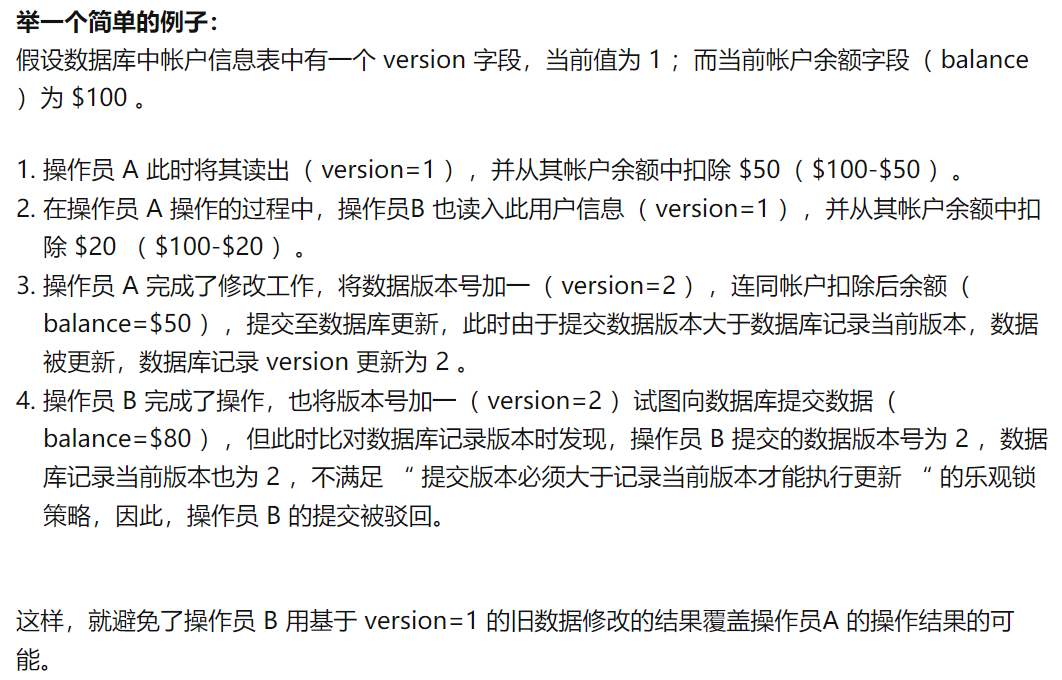 举一个简单的例子：
假设数据库中帐户信息表中有一个 version 字段，当前值为 1 ；而当前帐户余额字段（ balance
）为 $100 。
1. 操作员 A 此时将其读出（ version=1 ），并从其帐户余额中扣除 $50（ $100-$50 ）。
2. 在操作员 A 操作的过程中，操作员B 也读入此用户信息（ version=1 ），并从其帐户余额中扣
除 $20 （ $100-$20 ）。
3. 操作员 A 完成了修改工作，将数据版本号加一（ version=2 ），连同帐户扣除后余额（
balance=$50 ），提交至数据库更新，此时由于提交数据版本大于数据库记录当前版本，数据
被更新，数据库记录 version 更新为 2 。
4. 操作员 B 完成了操作，也将版本号加一（ version=2 ）试图向数据库提交数据（
balance=$80 ），但此时比对数据库记录版本时发现，操作员 B 提交的数据版本号为 2 ，数据
库记录当前版本也为 2 ，不满足 “ 提交版本必须大于记录当前版本才能执行更新 “ 的乐观锁
策略，因此，操作员 B 的提交被驳回。
这样，就避免了操作员 B 用基于 version=1 的旧数据修改的结果覆盖操作员A 的操作结果的可
能。